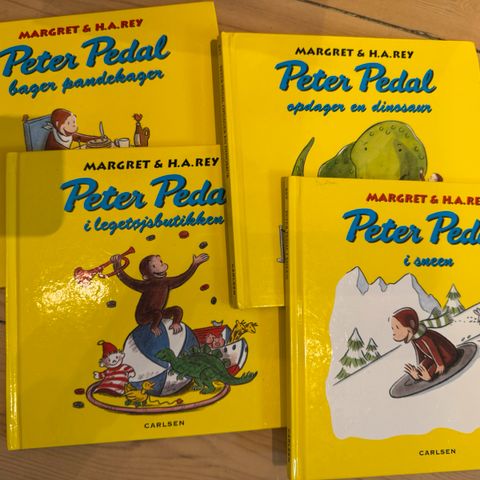 MARGRET & H.A.REY
Peter Pedal
bager pandekager
MARGRET & H.A.REY
Peter Pedal
opdager en dinosaur
MARGRET & H.A.REY
Peter Peda
i legetøjsbutikken
CARLSEN
MARGRET & H.A.RE
Peter Peda
i sneen
CARLSEN